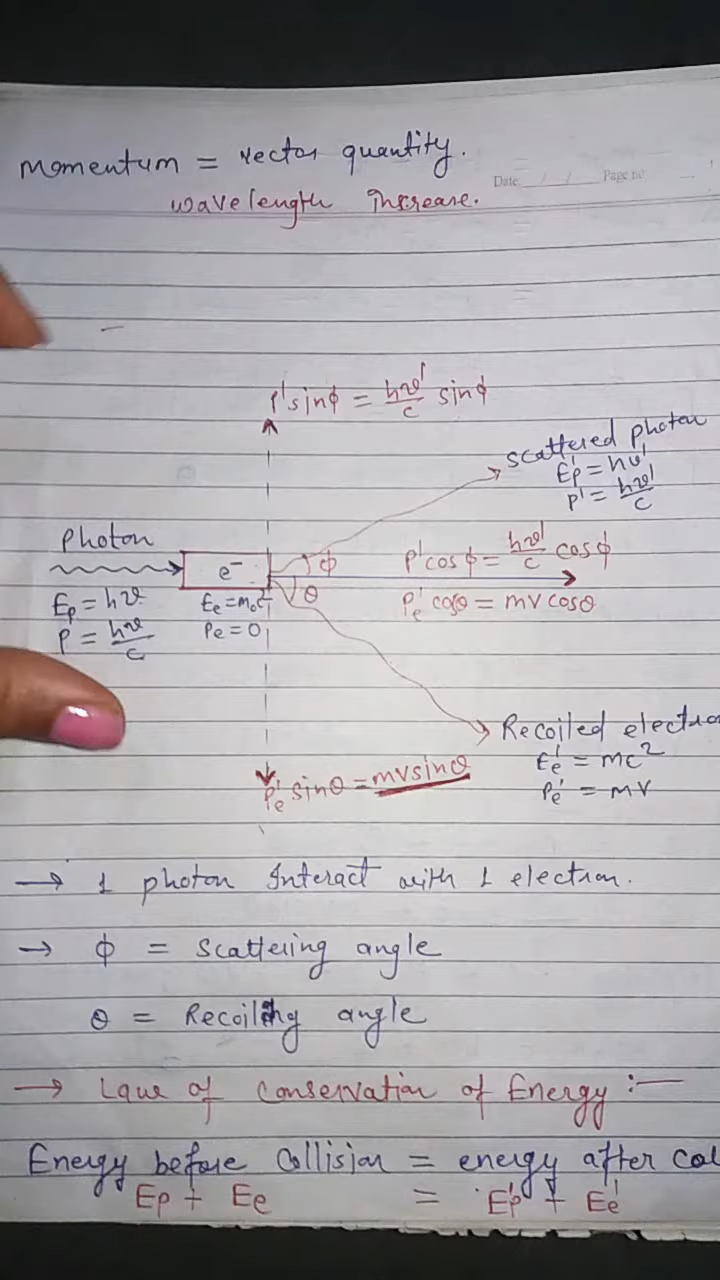 Momentum = vector quantity.
Date / / Page no
wavelength increase.
p' sinϕ = hν'/c sinϕ
scattered photon
Ep' = hν'
p' = hν'/c
Photon
e⁻
ϕ
p' cosϕ = hν'/c cosϕ
θ
Pe' cosθ = mv cosθ
Ep = hν
Ee = m₀c²
P = hν/c
Pe = 0
Recoiled electro
Ee' = mc²
Pe' = mv
Pe' sinθ = mv sinθ
→ 1 photon Interact with 1 electron.
→ ϕ = Scattering angle
θ = Recoiling angle
→ Law of Conservation of Energy :—
Energy before Collision = energy after col
Ep + Ee = Ep' + Ee'